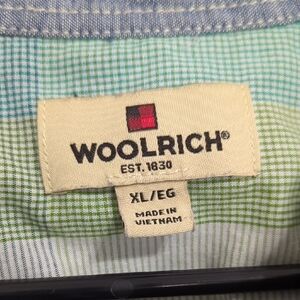 WOOLRICH®
EST. 1830
XL/EG
MADE IN
VIETNAM